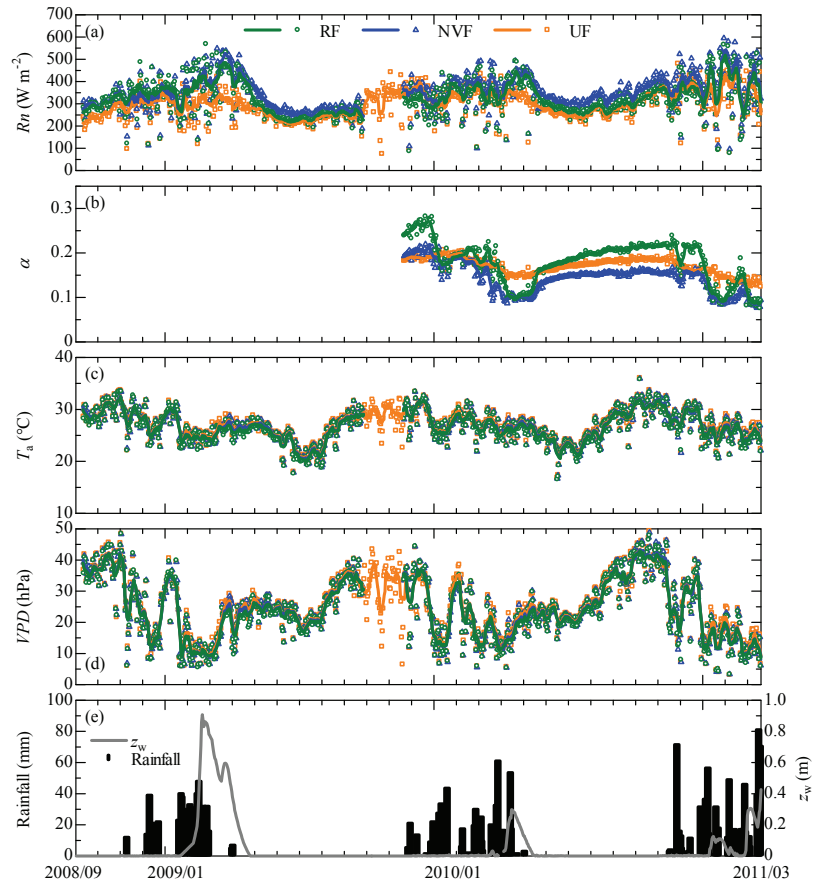 (a) RF NVF UF
700
600
500
400
300
200
100
0
Rn (W m-2)
(b)
0.3
0.2
0.1
0
α
(c)
40
30
20
10
Ta (°C)
50
40
30
20
10
0
VPD (hPa)
(d)
(e)
zw
Rainfall
100
80
60
40
20
0
Rainfall (mm)
1.0
0.8
0.6
0.4
0.2
0
zw (m)
2008/09 2009/01 2010/01 2011/03